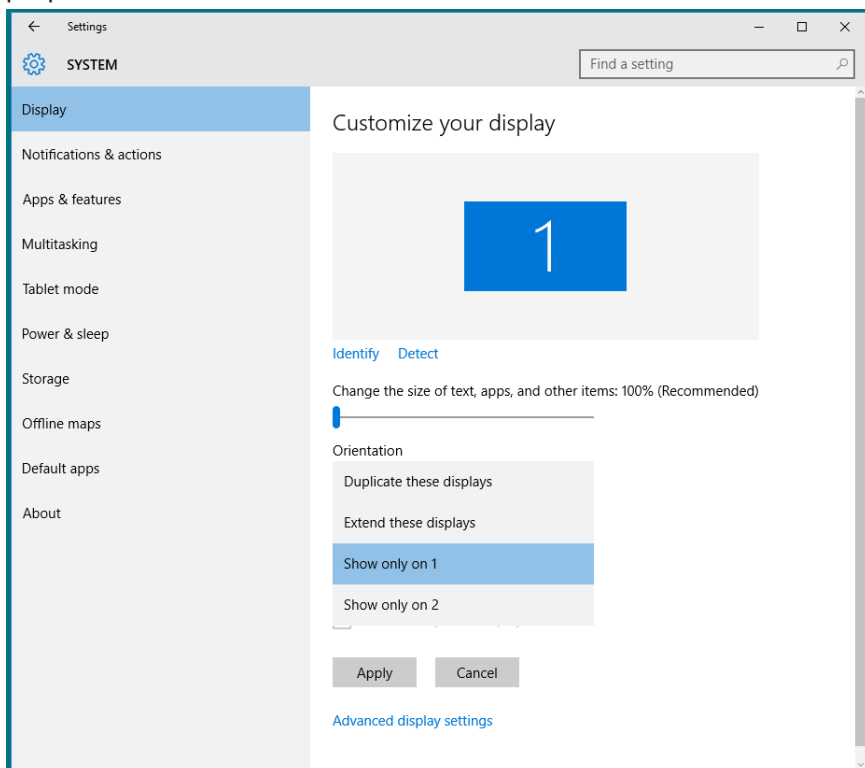 Settings
SYSTEM
Find a setting
Display
Notifications & actions
Apps & features
Multitasking
Tablet mode
Power & sleep
Storage
Offline maps
Default apps
About
Customize your display
1
Identify Detect
Change the size of text, apps, and other items: 100% (Recommended)
Orientation
Duplicate these displays
Extend these displays
Show only on 1
Show only on 2
Apply Cancel
Advanced display settings